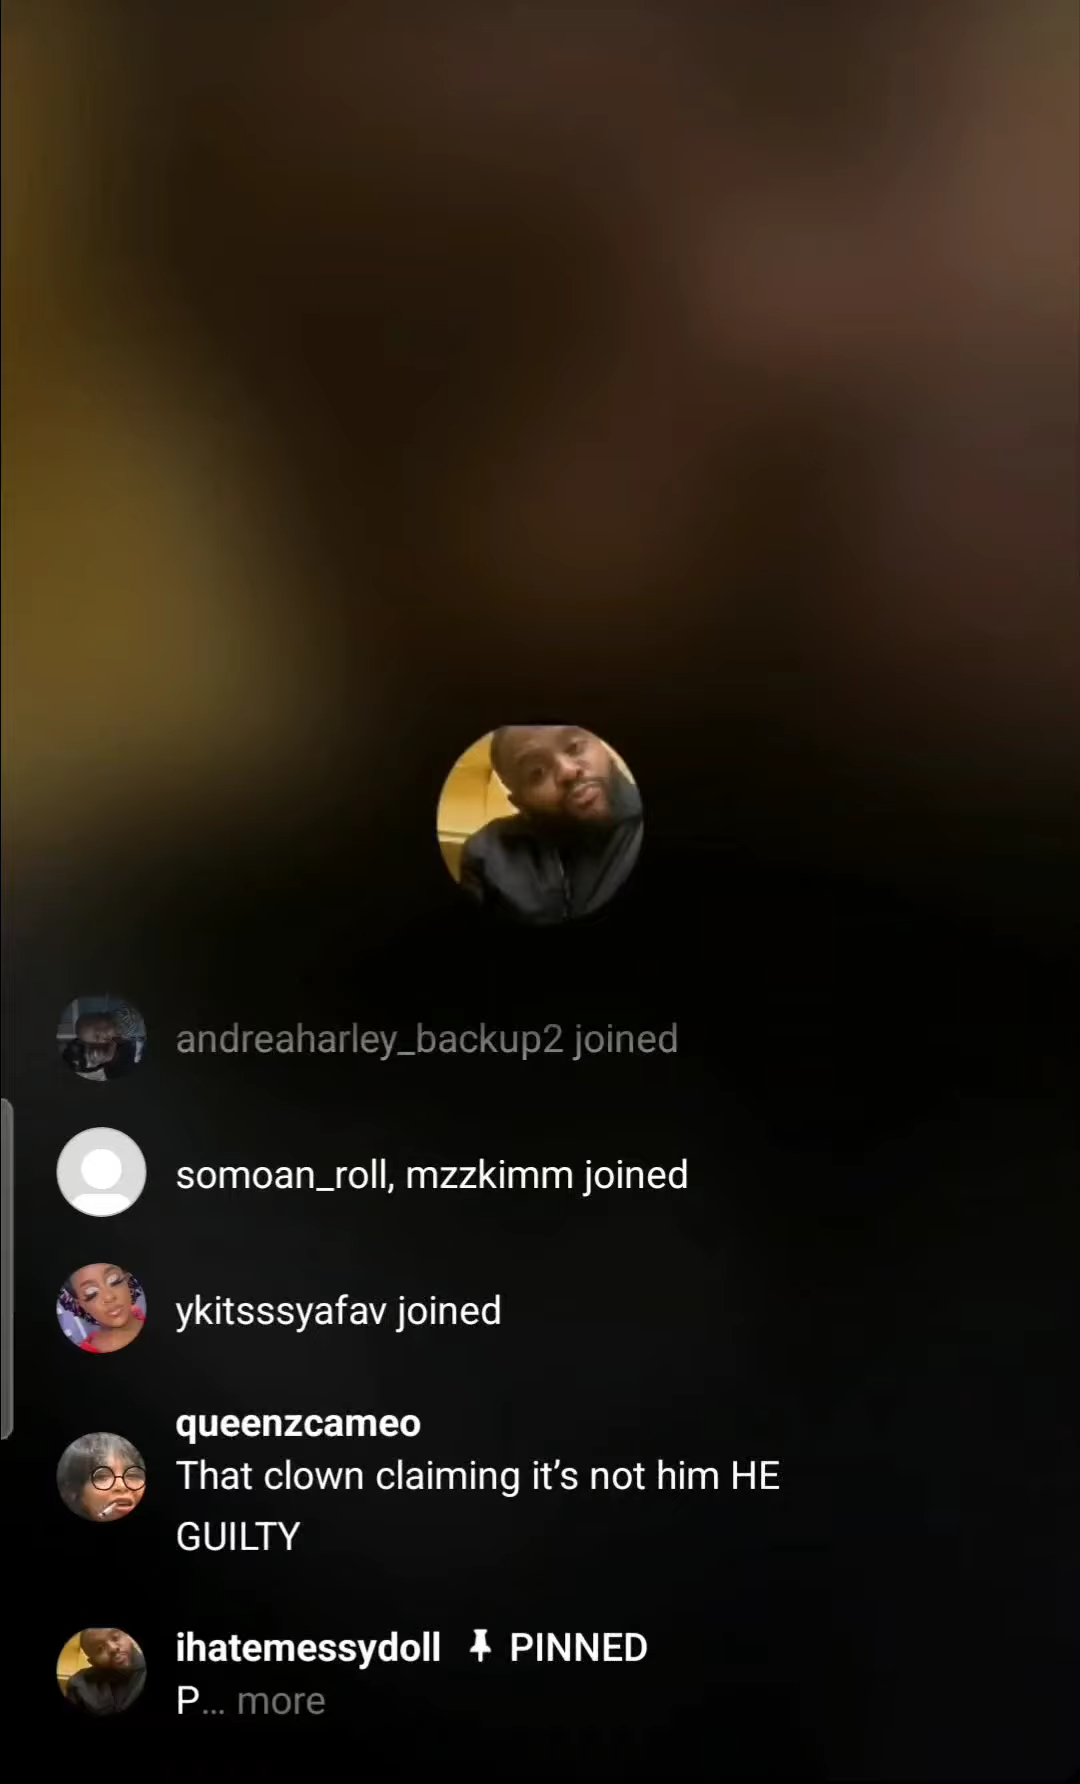 andreaharley_backup2 joined
somoan_roll, mzzkimm joined
ykitsssyafav joined
queenzcameo
That clown claiming it’s not him HE
GUILTY
ihatemessydoll PINNED
P... more